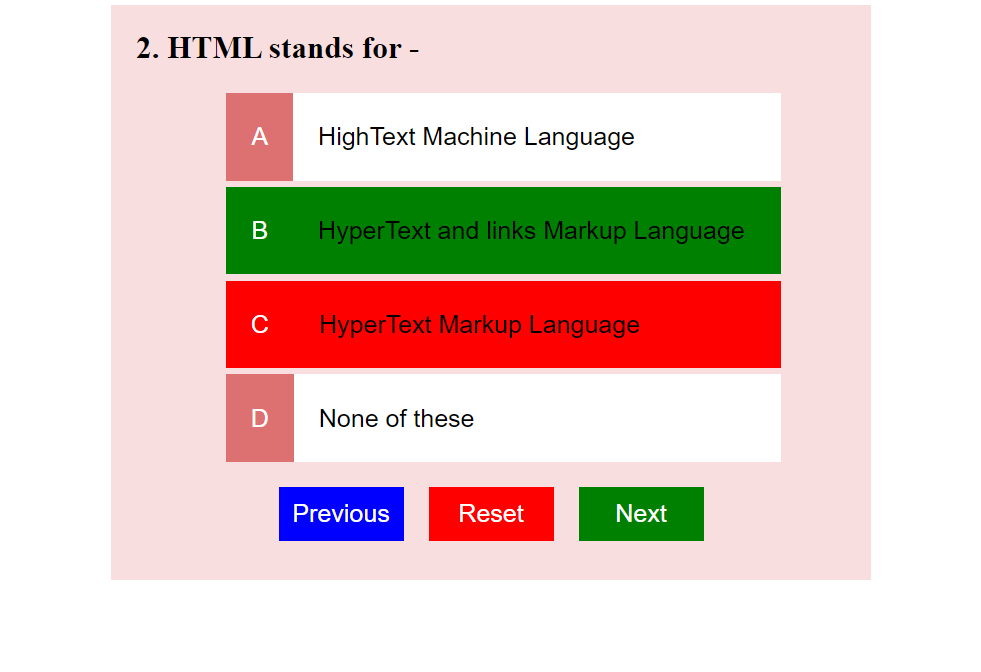 2. HTML stands for -
A HighText Machine Language
B HyperText and links Markup Language
C HyperText Markup Language
D None of these
Previous Reset Next